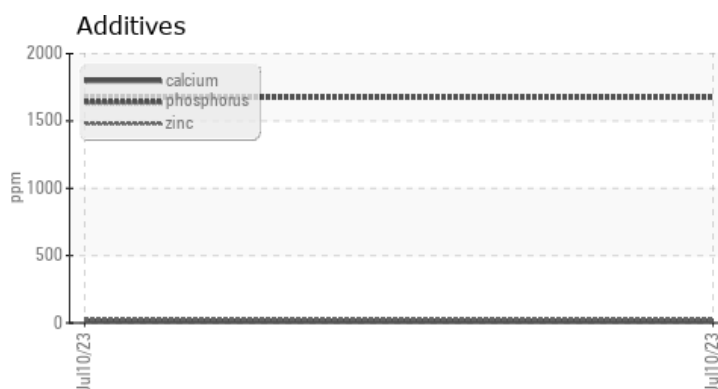 Additives
2000
calcium
phosphorus
1500
zinc
ppm
1000
500
0
Jul10/23
Jul10/23